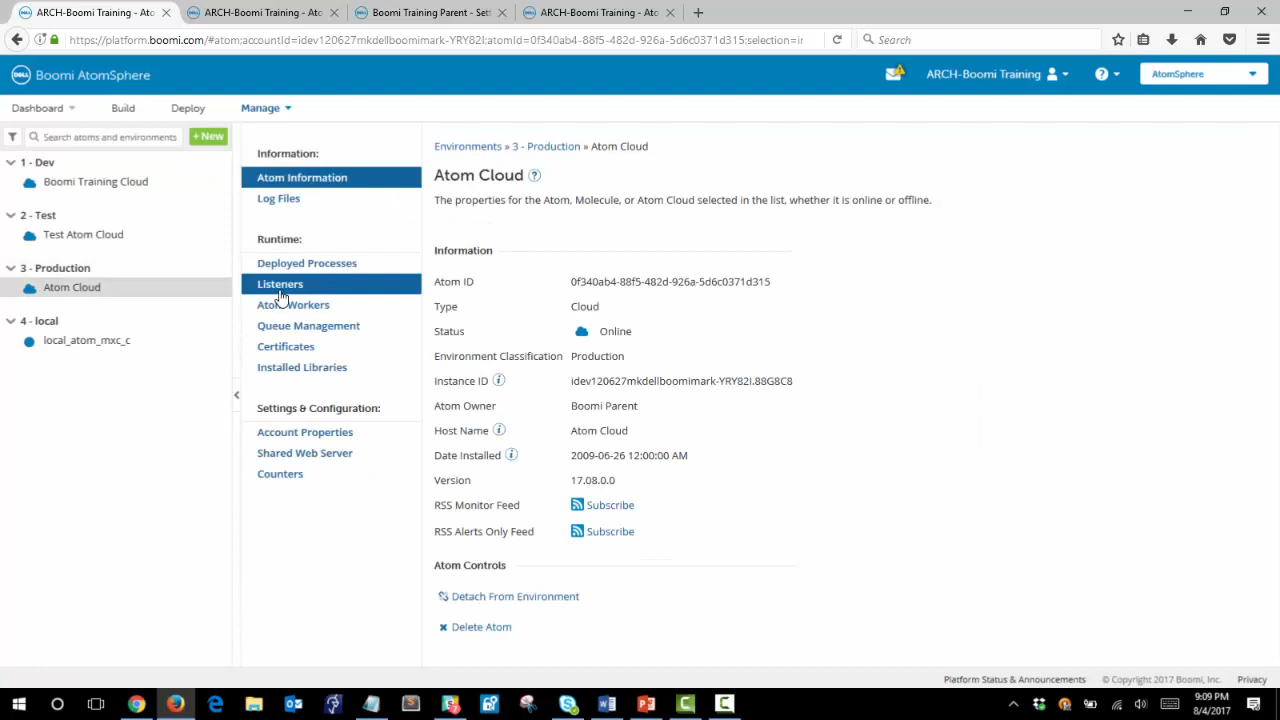 ARCH-Boomi Training - Ato
ARCH-Boomi Training - Ato
Boomi Training Parent - Set
ARCH-Boomi Training - Ato
https://platform.boomi.com/#atom;accountId=idev120627mkdellboomimark-YRY82I;atomId=0f340ab4-88f5-482d-926a-5d6c0371d315;selection=ir
Search
DELL Boomi AtomSphere
ARCH-Boomi Training
AtomSphere
Dashboard Build Deploy Manage
Search atoms and environments + New
1 - Dev
Boomi Training Cloud
2 - Test
Test Atom Cloud
3 - Production
Atom Cloud
4 - local
local_atom_mxc_c
Information:
Atom Information
Log Files
Runtime:
Deployed Processes
Listeners
Atom Workers
Queue Management
Certificates
Installed Libraries
Settings & Configuration:
Account Properties
Shared Web Server
Counters
Environments » 3 - Production » Atom Cloud
Atom Cloud
The properties for the Atom, Molecule, or Atom Cloud selected in the list, whether it is online or offline.
Information
Atom ID 0f340ab4-88f5-482d-926a-5d6c0371d315
Type Cloud
Status Online
Environment Classification Production
Instance ID idev120627mkdellboomimark-YRY82I.88G8C8
Atom Owner Boomi Parent
Host Name Atom Cloud
Date Installed 2009-06-26 12:00:00 AM
Version 17.08.0.0
RSS Monitor Feed Subscribe
RSS Alerts Only Feed Subscribe
Atom Controls
Detach From Environment
Delete Atom
Platform Status & Announcements © Copyright 2017 Boomi, Inc. Privacy
9:09 PM
8/4/2017